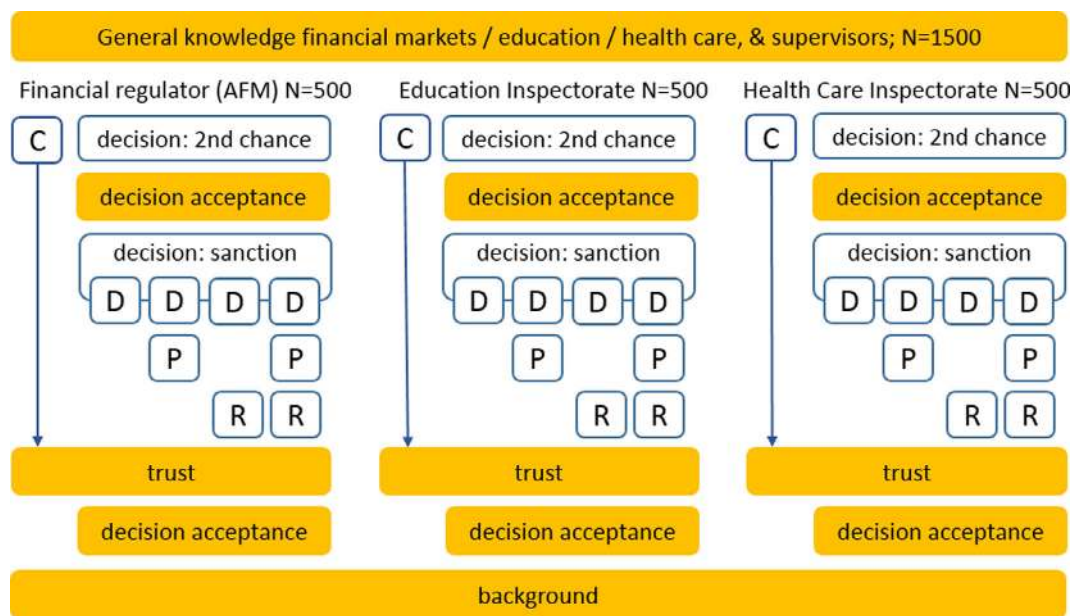 General knowledge financial markets / education / health care, & supervisors; N=1500
Financial regulator (AFM) N=500 Education Inspectorate N=500 Health Care Inspectorate N=500
C decision: 2nd chance C decision: 2nd chance C decision: 2nd chance
decision acceptance decision acceptance decision acceptance
decision: sanction decision: sanction decision: sanction
D D D D D D D D D D D D
P P P P P P
R R R R R R
trust trust trust
decision acceptance decision acceptance decision acceptance
background